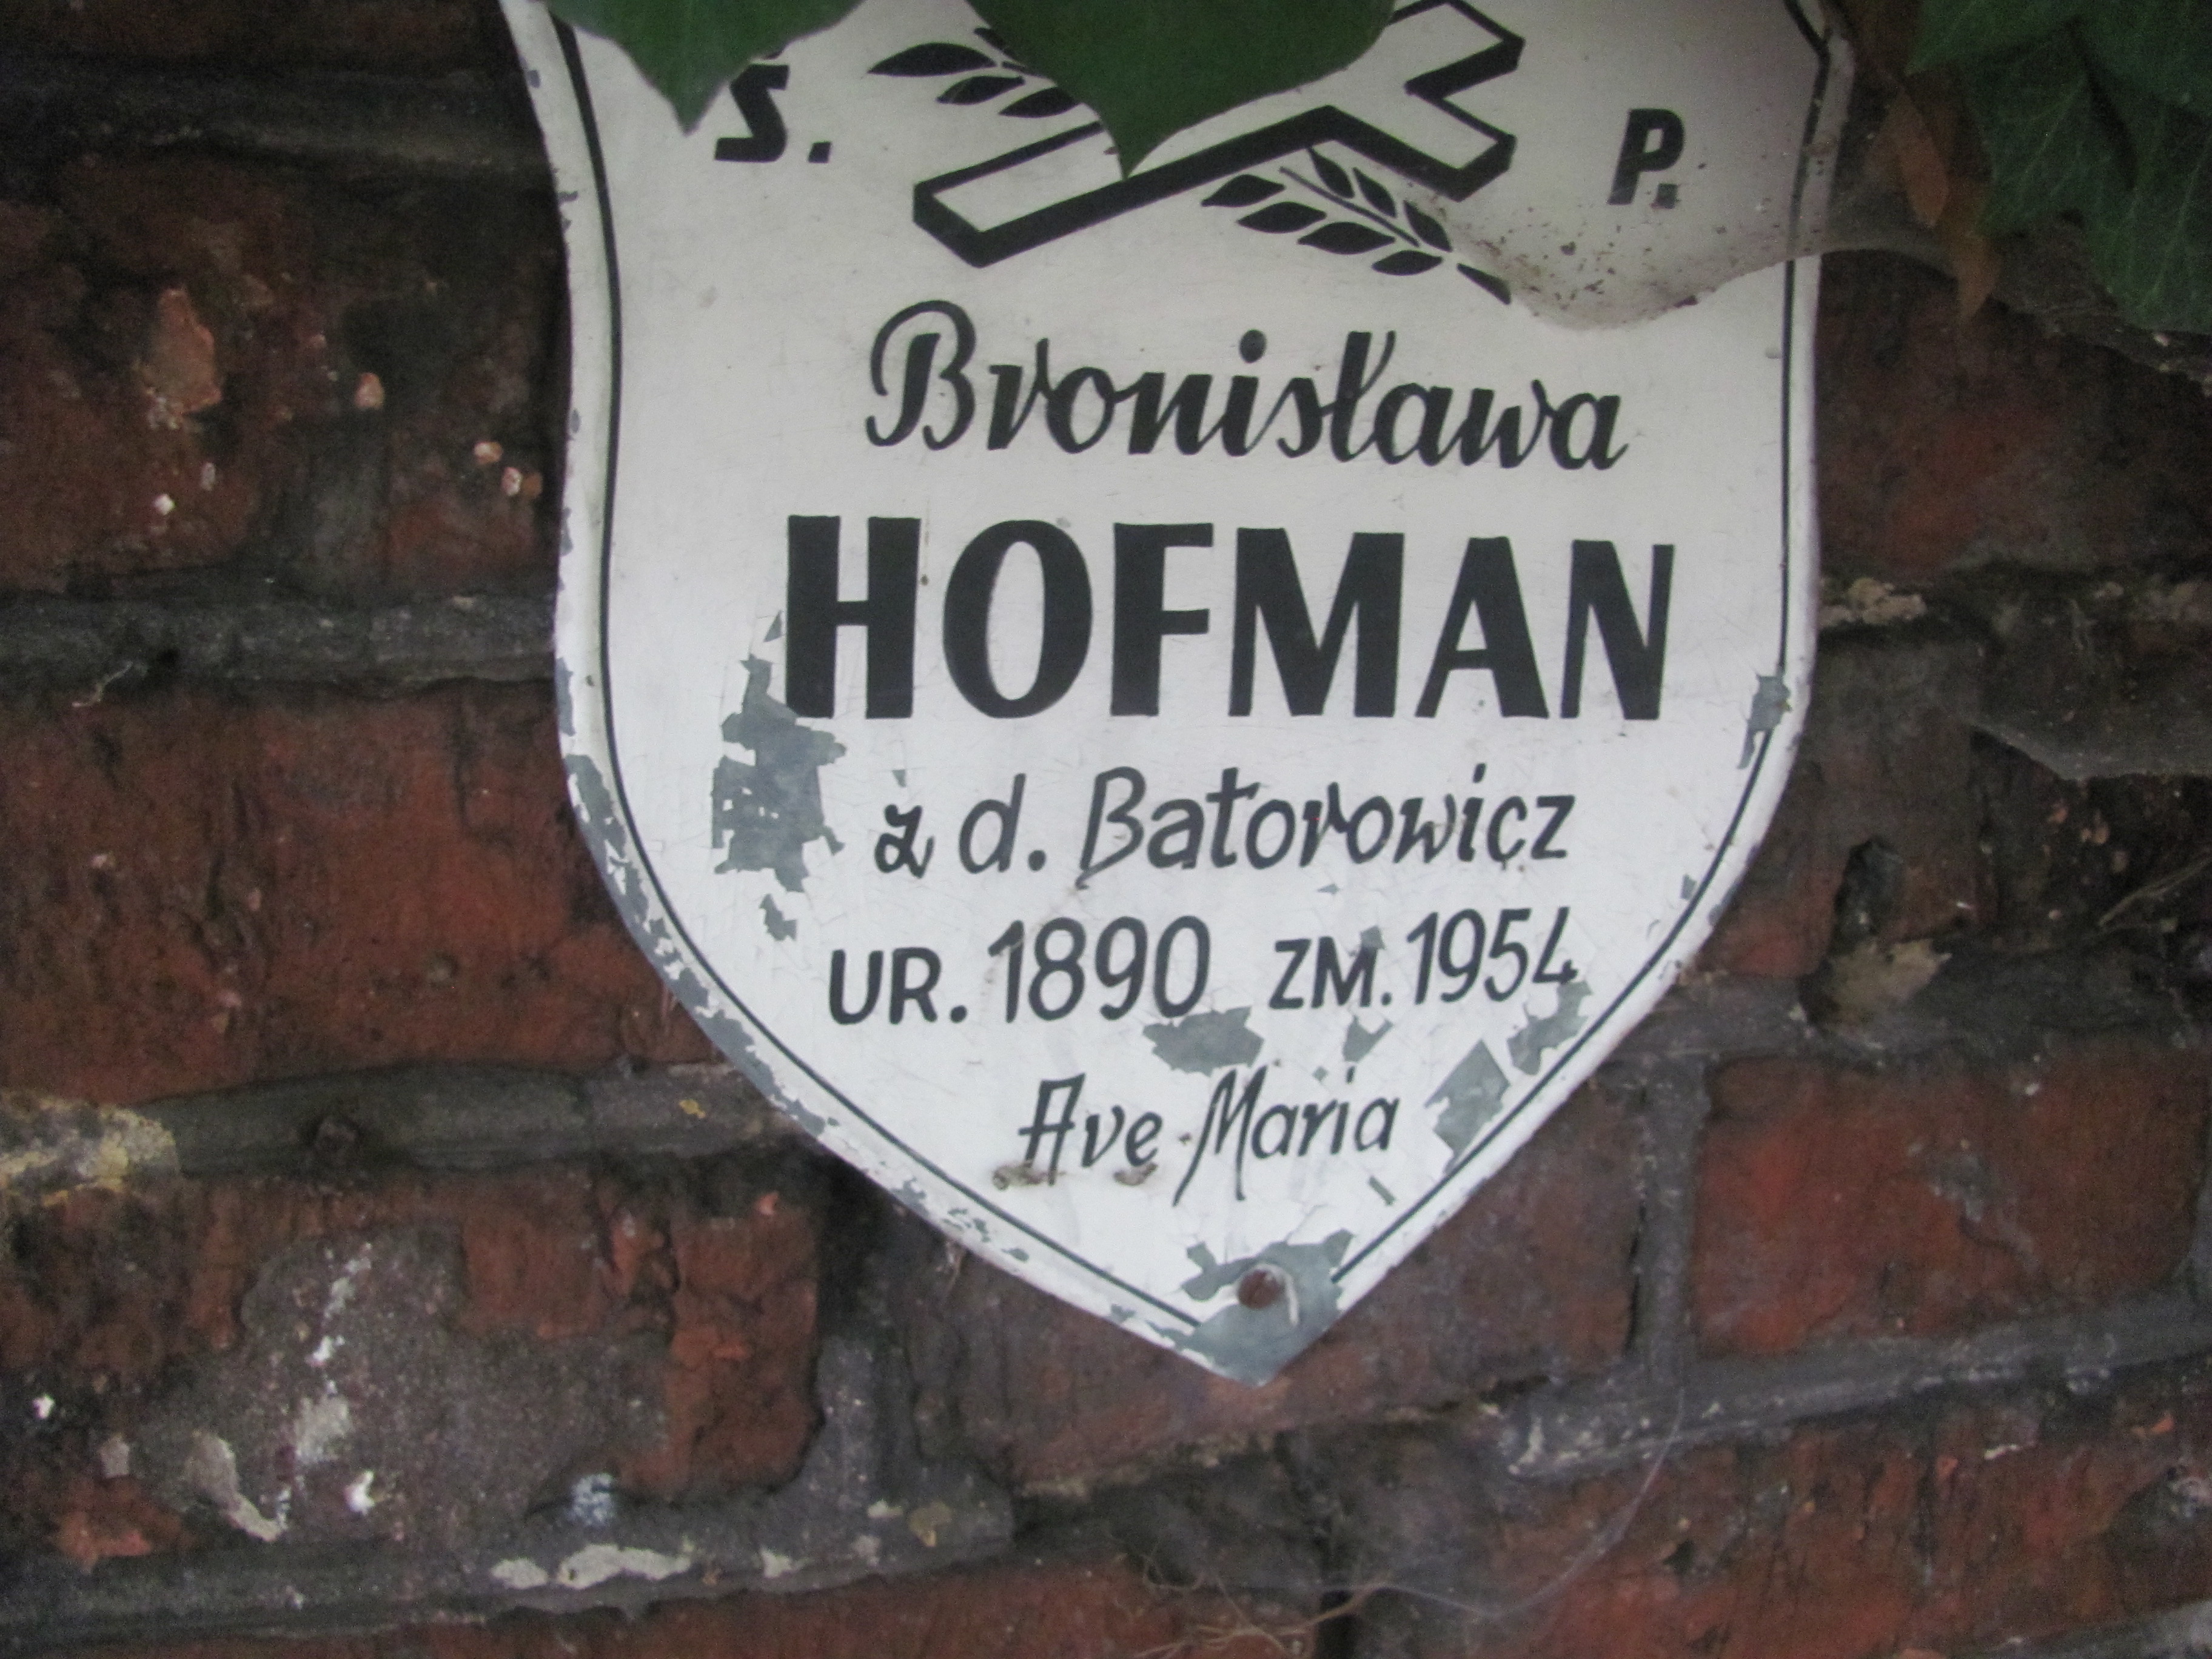 Ś. P.
Bronisława
HOFMAN
z d. Batorowicz
UR. 1890 ZM. 1954
Ave Maria